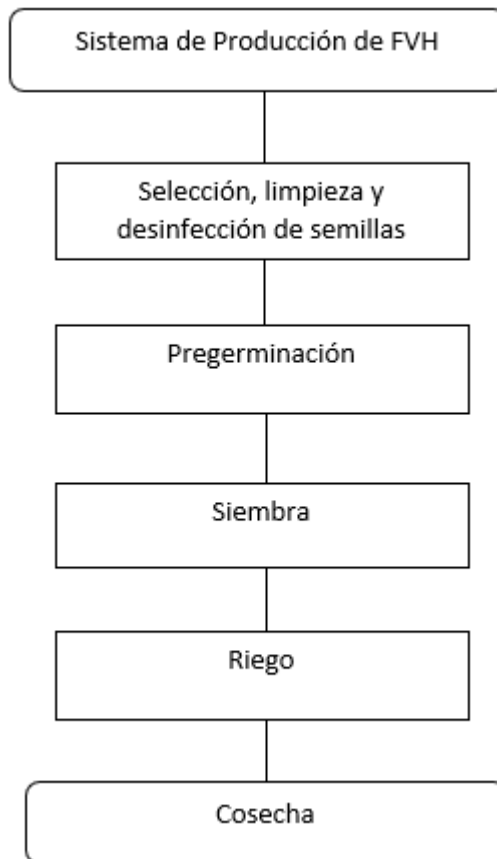 Sistema de Producción de FVH
Selección, limpieza y
desinfección de semillas
Pregerminación
Siembra
Riego
Cosecha